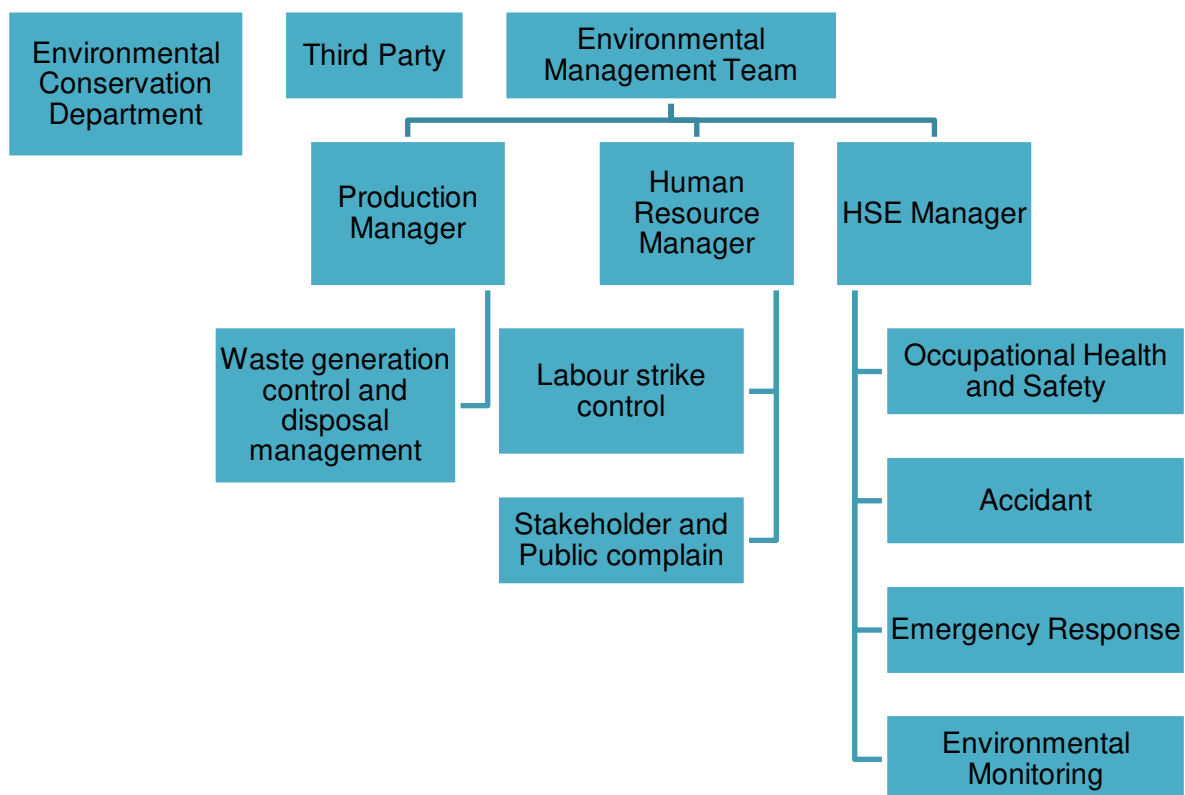 Environmental
Conservation
Department
Third Party
Environmental
Management Team
Production
Manager
Human
Resource
Manager
HSE Manager
Waste generation
control and
disposal
management
Labour strike
control
Stakeholder and
Public complain
Occupational Health
and Safety
Accidant
Emergency Response
Environmental
Monitoring